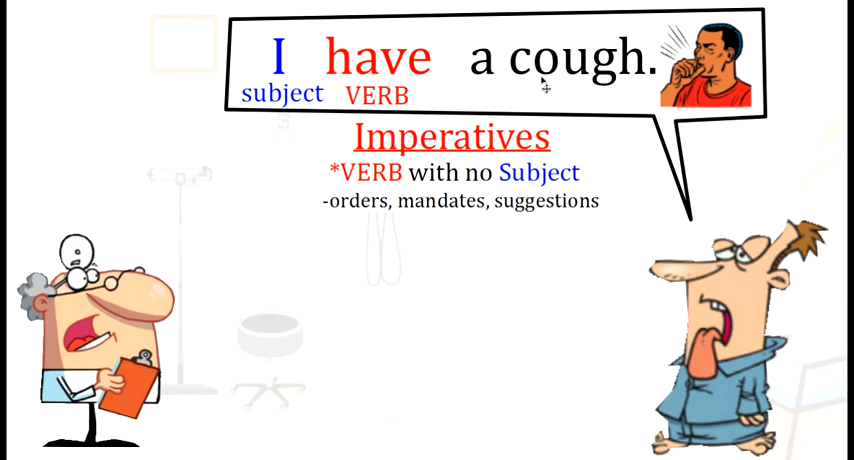 I have a cough.
subject VERB
Imperatives
*VERB with no Subject
-orders, mandates, suggestions